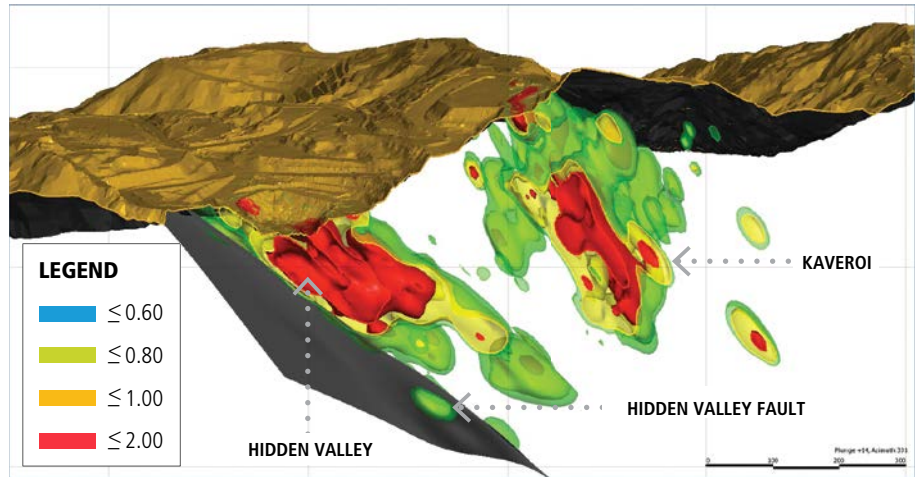 KAVEROI
LEGEND
≤ 0.60
≤ 0.80
≤ 1.00
≤ 2.00
HIDDEN VALLEY FAULT
HIDDEN VALLEY
0 100 200 300